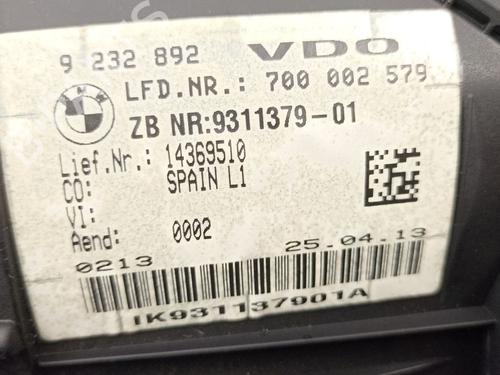 9 232 892 VDO
LFD.NR.: 700 002 579
ZB NR:9311379-01
Lief.Nr.: 14369510
CO: SPAIN L1
VI:
Aend: 0002
0213 25.04.13
IK931137901A